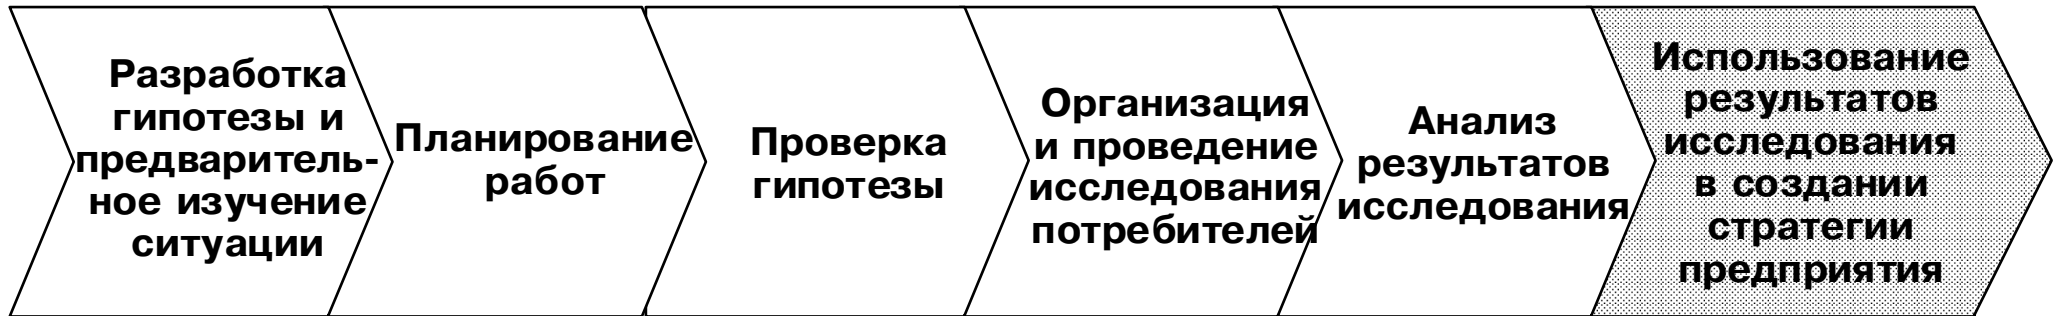 Разработка
гипотезы и
предваритель-
ное изучение
ситуации
Планирование
работ
Проверка
гипотезы
Организация
и проведение
исследования
потребителей
Анализ
результатов
исследования
Использование
результатов
исследования
в создании
стратегии
предприятия